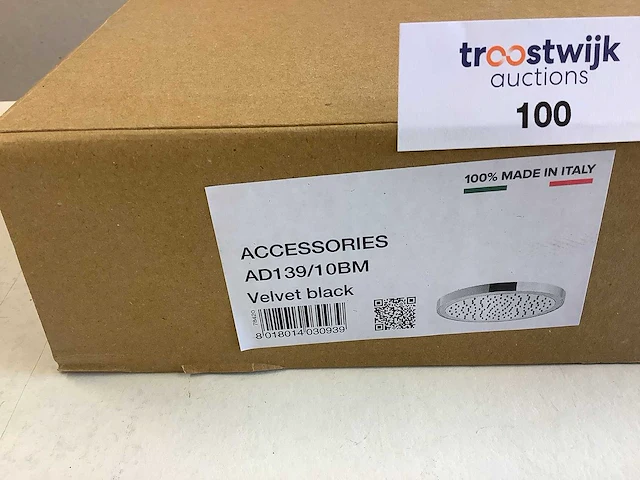 troostwijk
auctions
100
100% MADE IN ITALY
ACCESSORIES
AD139/10BM
Velvet black
8 018014 030939